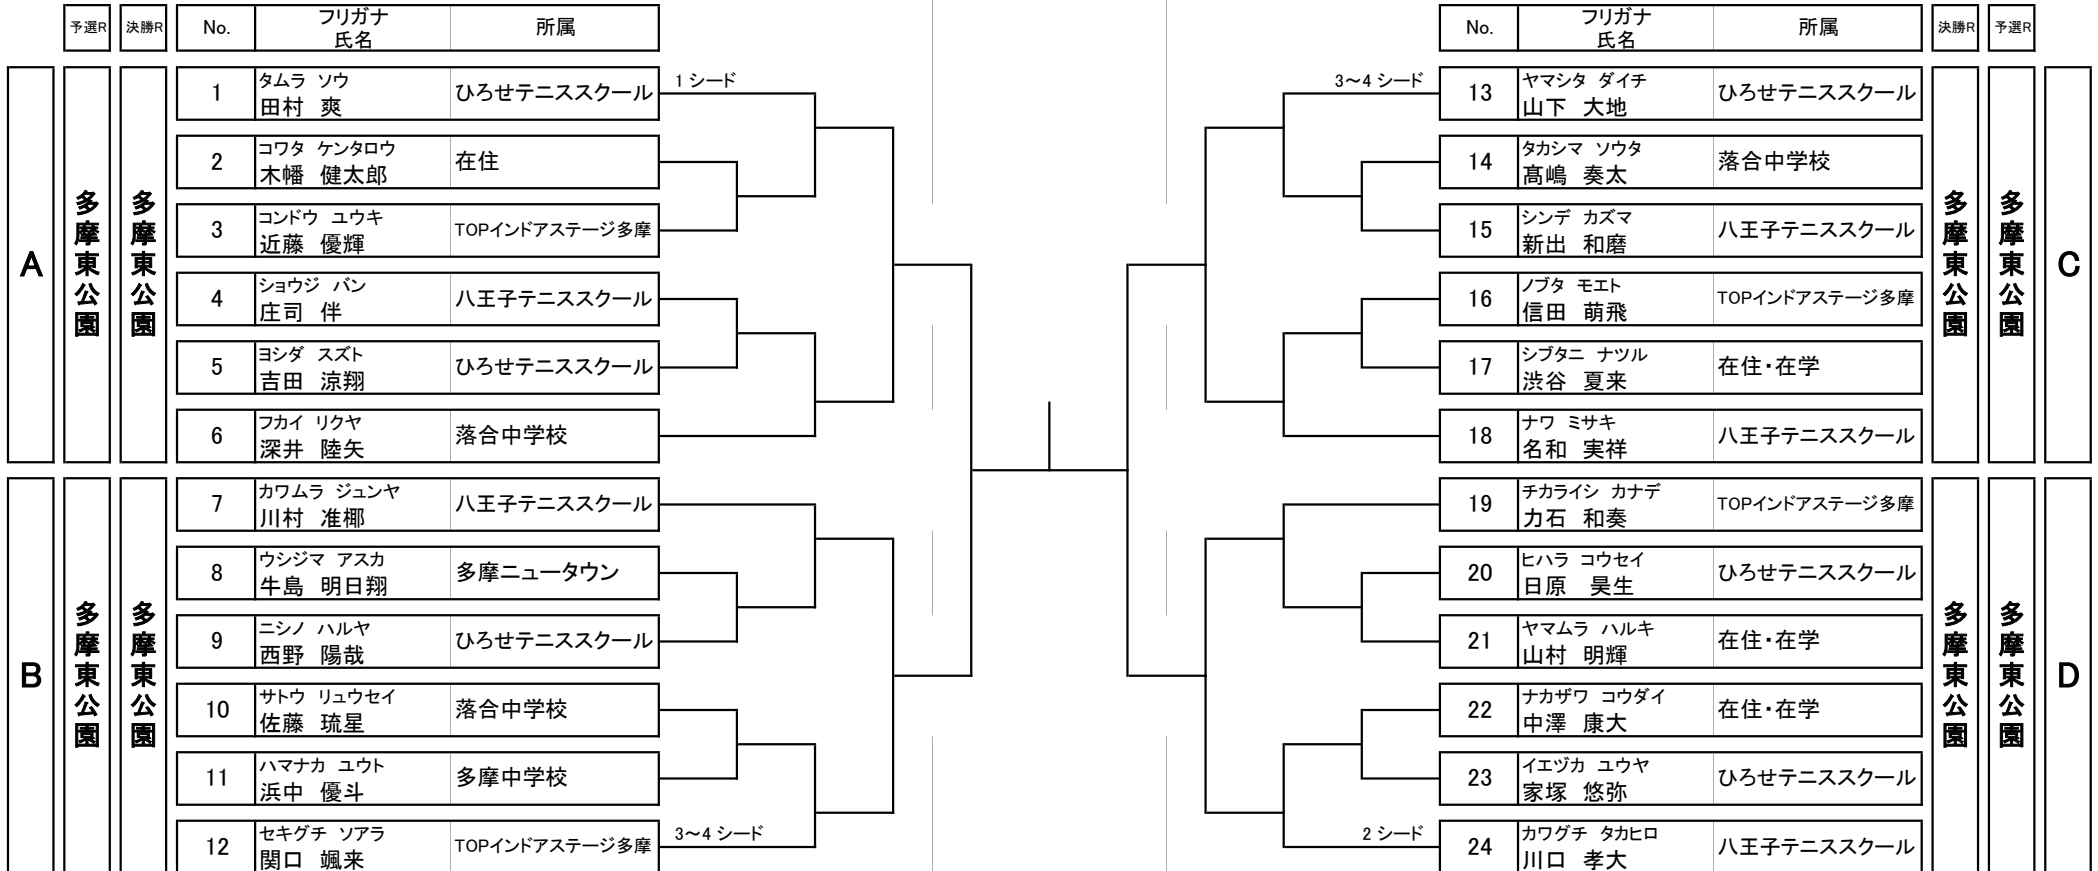 予選R 決勝R No. フリガナ 氏名 所属
A 多摩東公園 多摩東公園
1 タムラ ソウ 田村 爽 ひろせテニススクール 1 シード
2 コワタ ケンタロウ 木幡 健太郎 在住
3 コンドウ ユウキ 近藤 優輝 TOPインドアステージ多摩
4 ショウジ バン 庄司 伴 八王子テニススクール
5 ヨシダ スズト 吉田 涼翔 ひろせテニススクール
6 フカイ リクヤ 深井 陸矢 落合中学校
B 多摩東公園 多摩東公園
7 カワムラ ジュンヤ 川村 准椰 八王子テニススクール
8 ウシジマ アスカ 牛島 明日翔 多摩ニュータウン
9 ニシノ ハルヤ 西野 陽哉 ひろせテニススクール
10 サトウ リュウセイ 佐藤 琉星 落合中学校
11 ハマナカ ユウト 浜中 優斗 多摩中学校
12 セキグチ ソアラ 関口 颯来 TOPインドアステージ多摩 3～4 シード
No. フリガナ 氏名 所属 決勝R 予選R
3～4 シード 13 ヤマシタ ダイチ 山下 大地 ひろせテニススクール
14 タカシマ ソウタ 髙嶋 奏太 落合中学校
15 シンデ カズマ 新出 和磨 八王子テニススクール
16 ノブタ モエト 信田 萌飛 TOPインドアステージ多摩
17 シブタニ ナツル 渋谷 夏来 在住・在学
18 ナワ ミサキ 名和 実祥 八王子テニススクール
多摩東公園 多摩東公園 C
19 チカライシ カナデ 力石 和奏 TOPインドアステージ多摩
20 ヒハラ コウセイ 日原 昊生 ひろせテニススクール
21 ヤマムラ ハルキ 山村 明輝 在住・在学
22 ナカザワ コウダイ 中澤 康大 在住・在学
23 イエヅカ ユウヤ 家塚 悠弥 ひろせテニススクール
2 シード 24 カワグチ タカヒロ 川口 孝大 八王子テニススクール
多摩東公園 多摩東公園 D